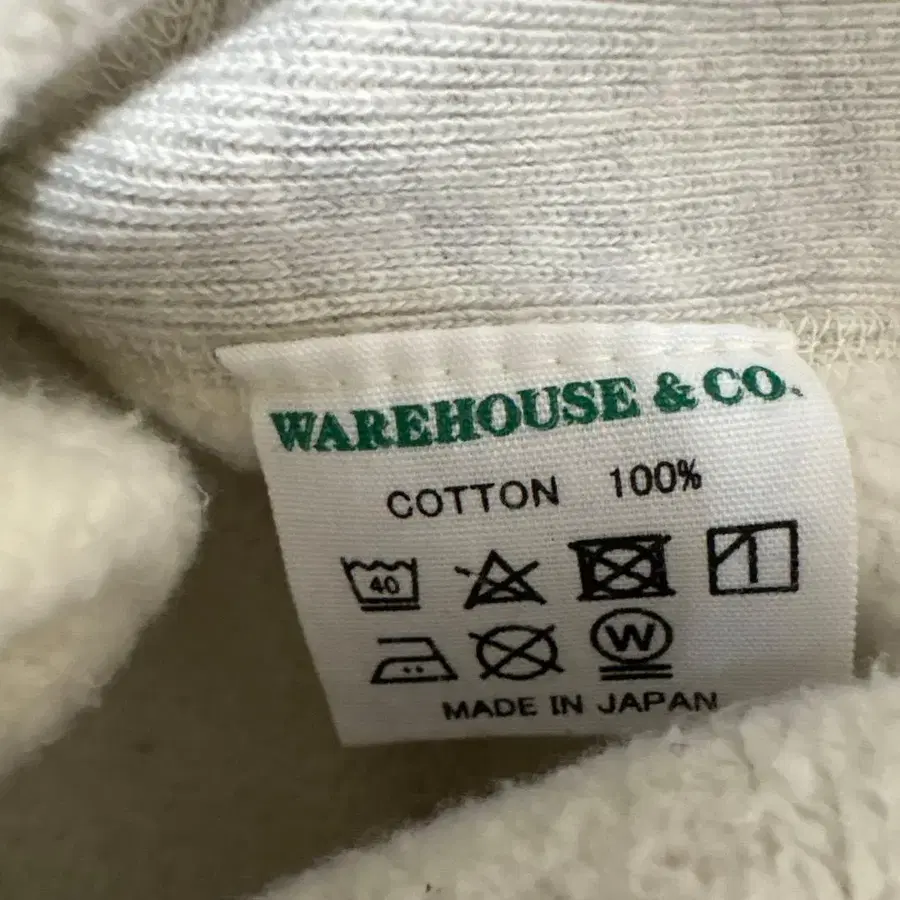 WAREHOUSE & CO.
COTTON 100%
40
W
MADE IN JAPAN